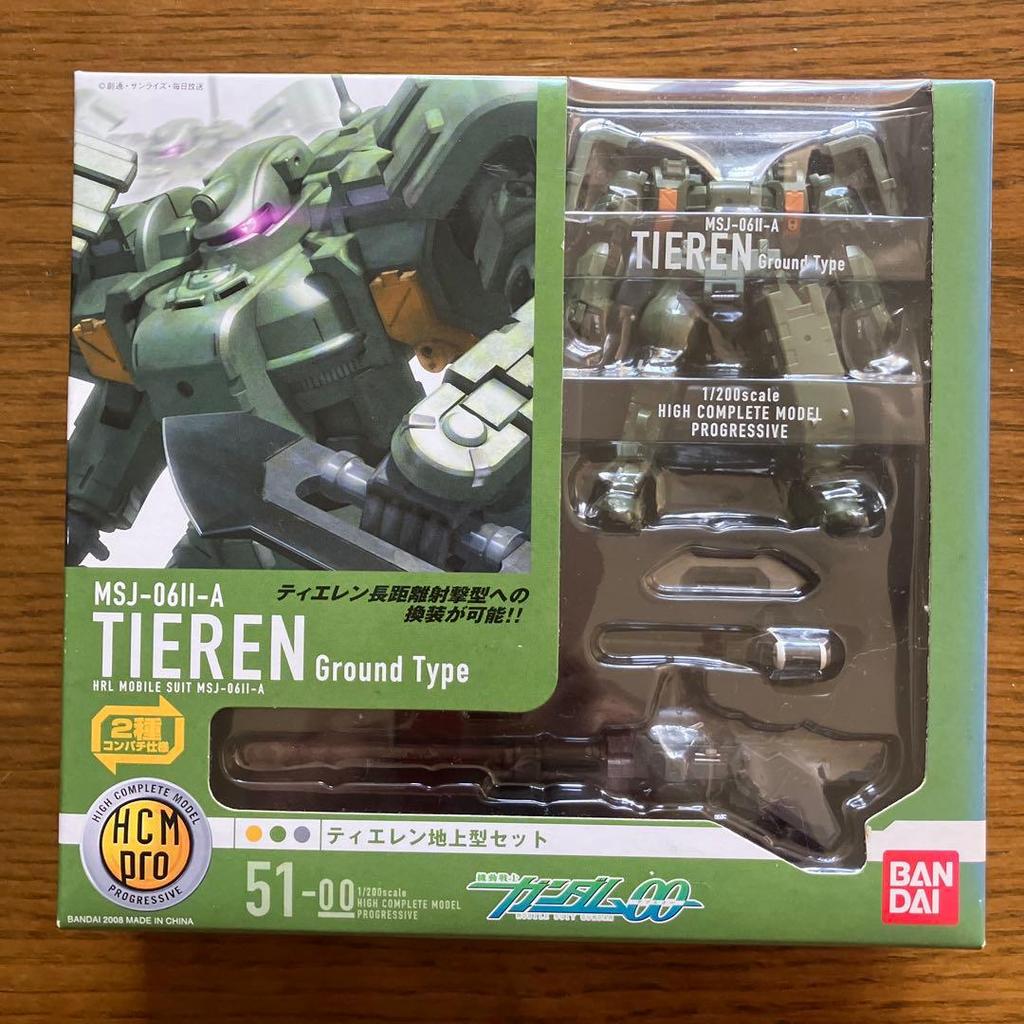 ©創通・サンライズ・毎日放送
MSJ-06II-A
TIEREN Ground Type
1/200scale
HIGH COMPLETE MODEL
PROGRESSIVE
MSJ-06II-A
TIEREN Ground Type
HRL MOBILE SUIT MSJ-06II-A
ティエレン長距離射撃型への
換装が可能!!
2種
コンパチ仕様
HIGH COMPLETE MODEL
HCM
pro
PROGRESSIVE
ティエレン地上型セット
51-00
1/200scale
HIGH COMPLETE MODEL
PROGRESSIVE
機動戦士
ガンダム00
MOBILE SUIT GUNDAM
BAN
DAI
BANDAI 2008 MADE IN CHINA